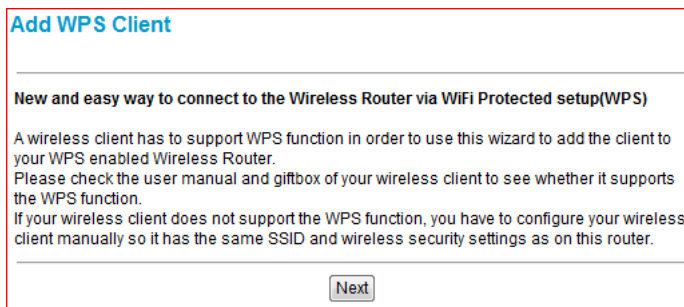 Add WPS Client
New and easy way to connect to the Wireless Router via WiFi Protected setup(WPS)
A wireless client has to support WPS function in order to use this wizard to add the client to
your WPS enabled Wireless Router.
Please check the user manual and giftbox of your wireless client to see whether it supports
the WPS function.
If your wireless client does not support the WPS function, you have to configure your wireless
client manually so it has the same SSID and wireless security settings as on this router.
Next